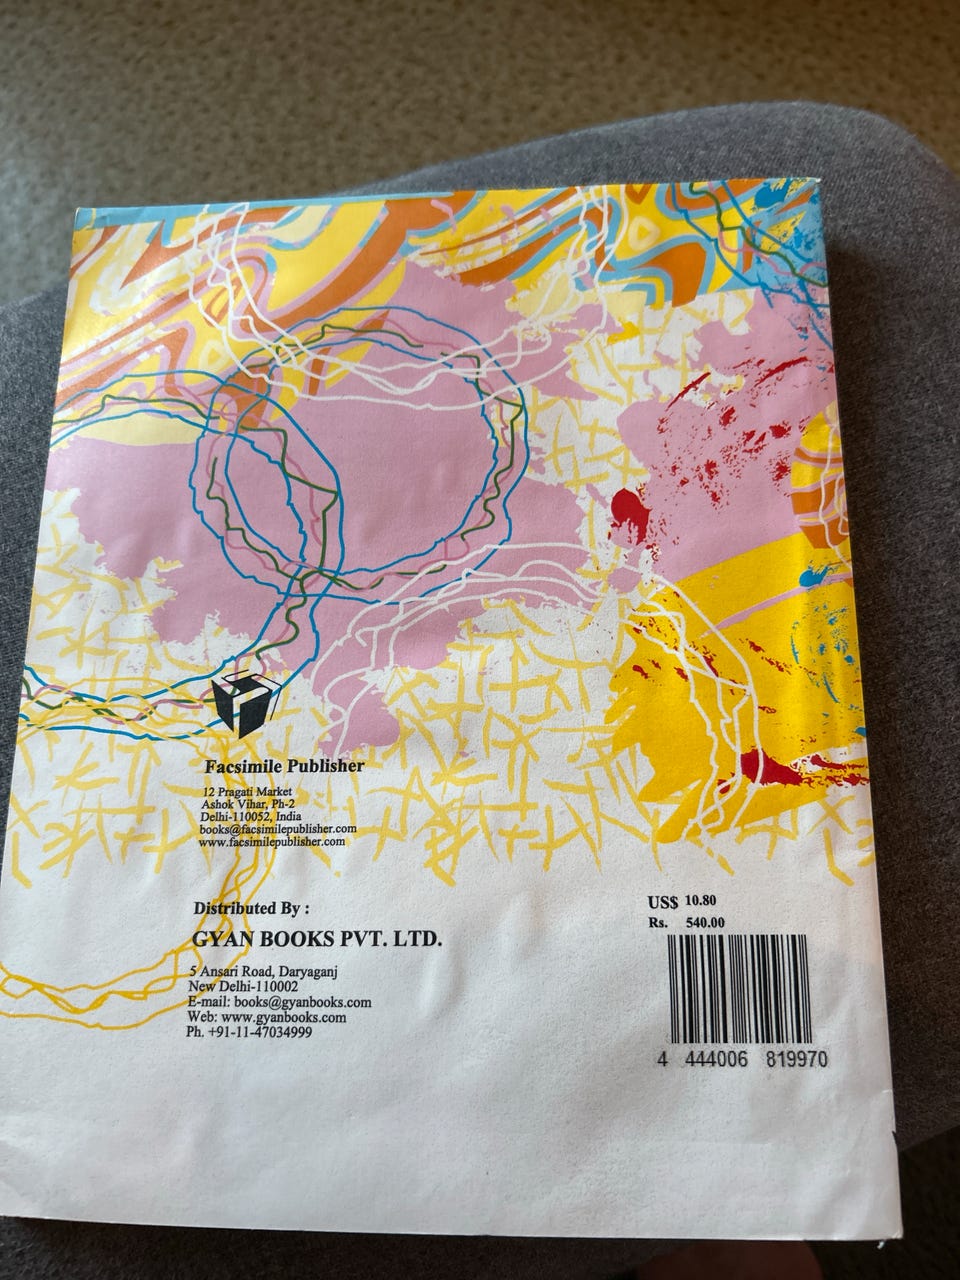 Facsimile Publisher
12 Pragati Market
Ashok Vihar, Ph-2
Delhi-110052, India
books@facsimilepublisher.com
www.facsimilepublisher.com
Distributed By :
GYAN BOOKS PVT. LTD.
5 Ansari Road, Daryaganj
New Delhi-110002
E-mail: books@gyanbooks.com
Web: www.gyanbooks.com
Ph. +91-11-47034999
US$ 10.80
Rs. 540.00
4 444006 819970